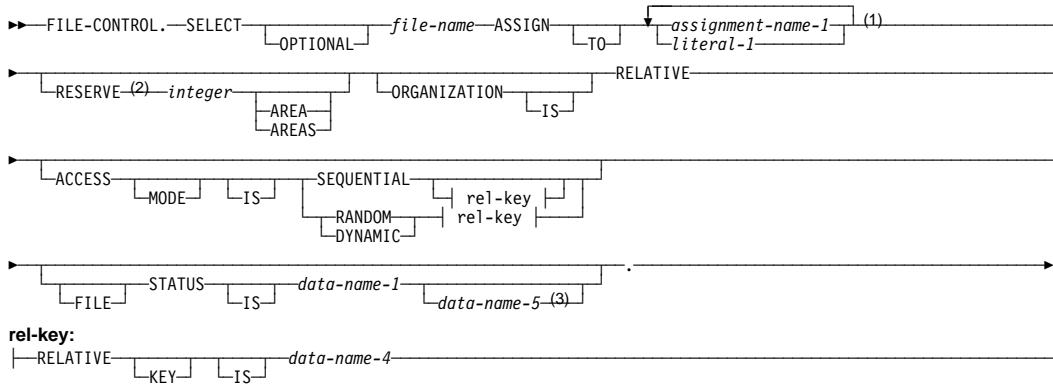 FILE-CONTROL. SELECT OPTIONAL file-name ASSIGN TO assignment-name-1 (1)
literal-1
RESERVE (2) integer AREA AREAS ORGANIZATION IS RELATIVE
ACCESS MODE IS SEQUENTIAL rel-key
RANDOM rel-key
DYNAMIC
FILE STATUS IS data-name-1 data-name-5 (3) .
rel-key:
RELATIVE KEY IS data-name-4